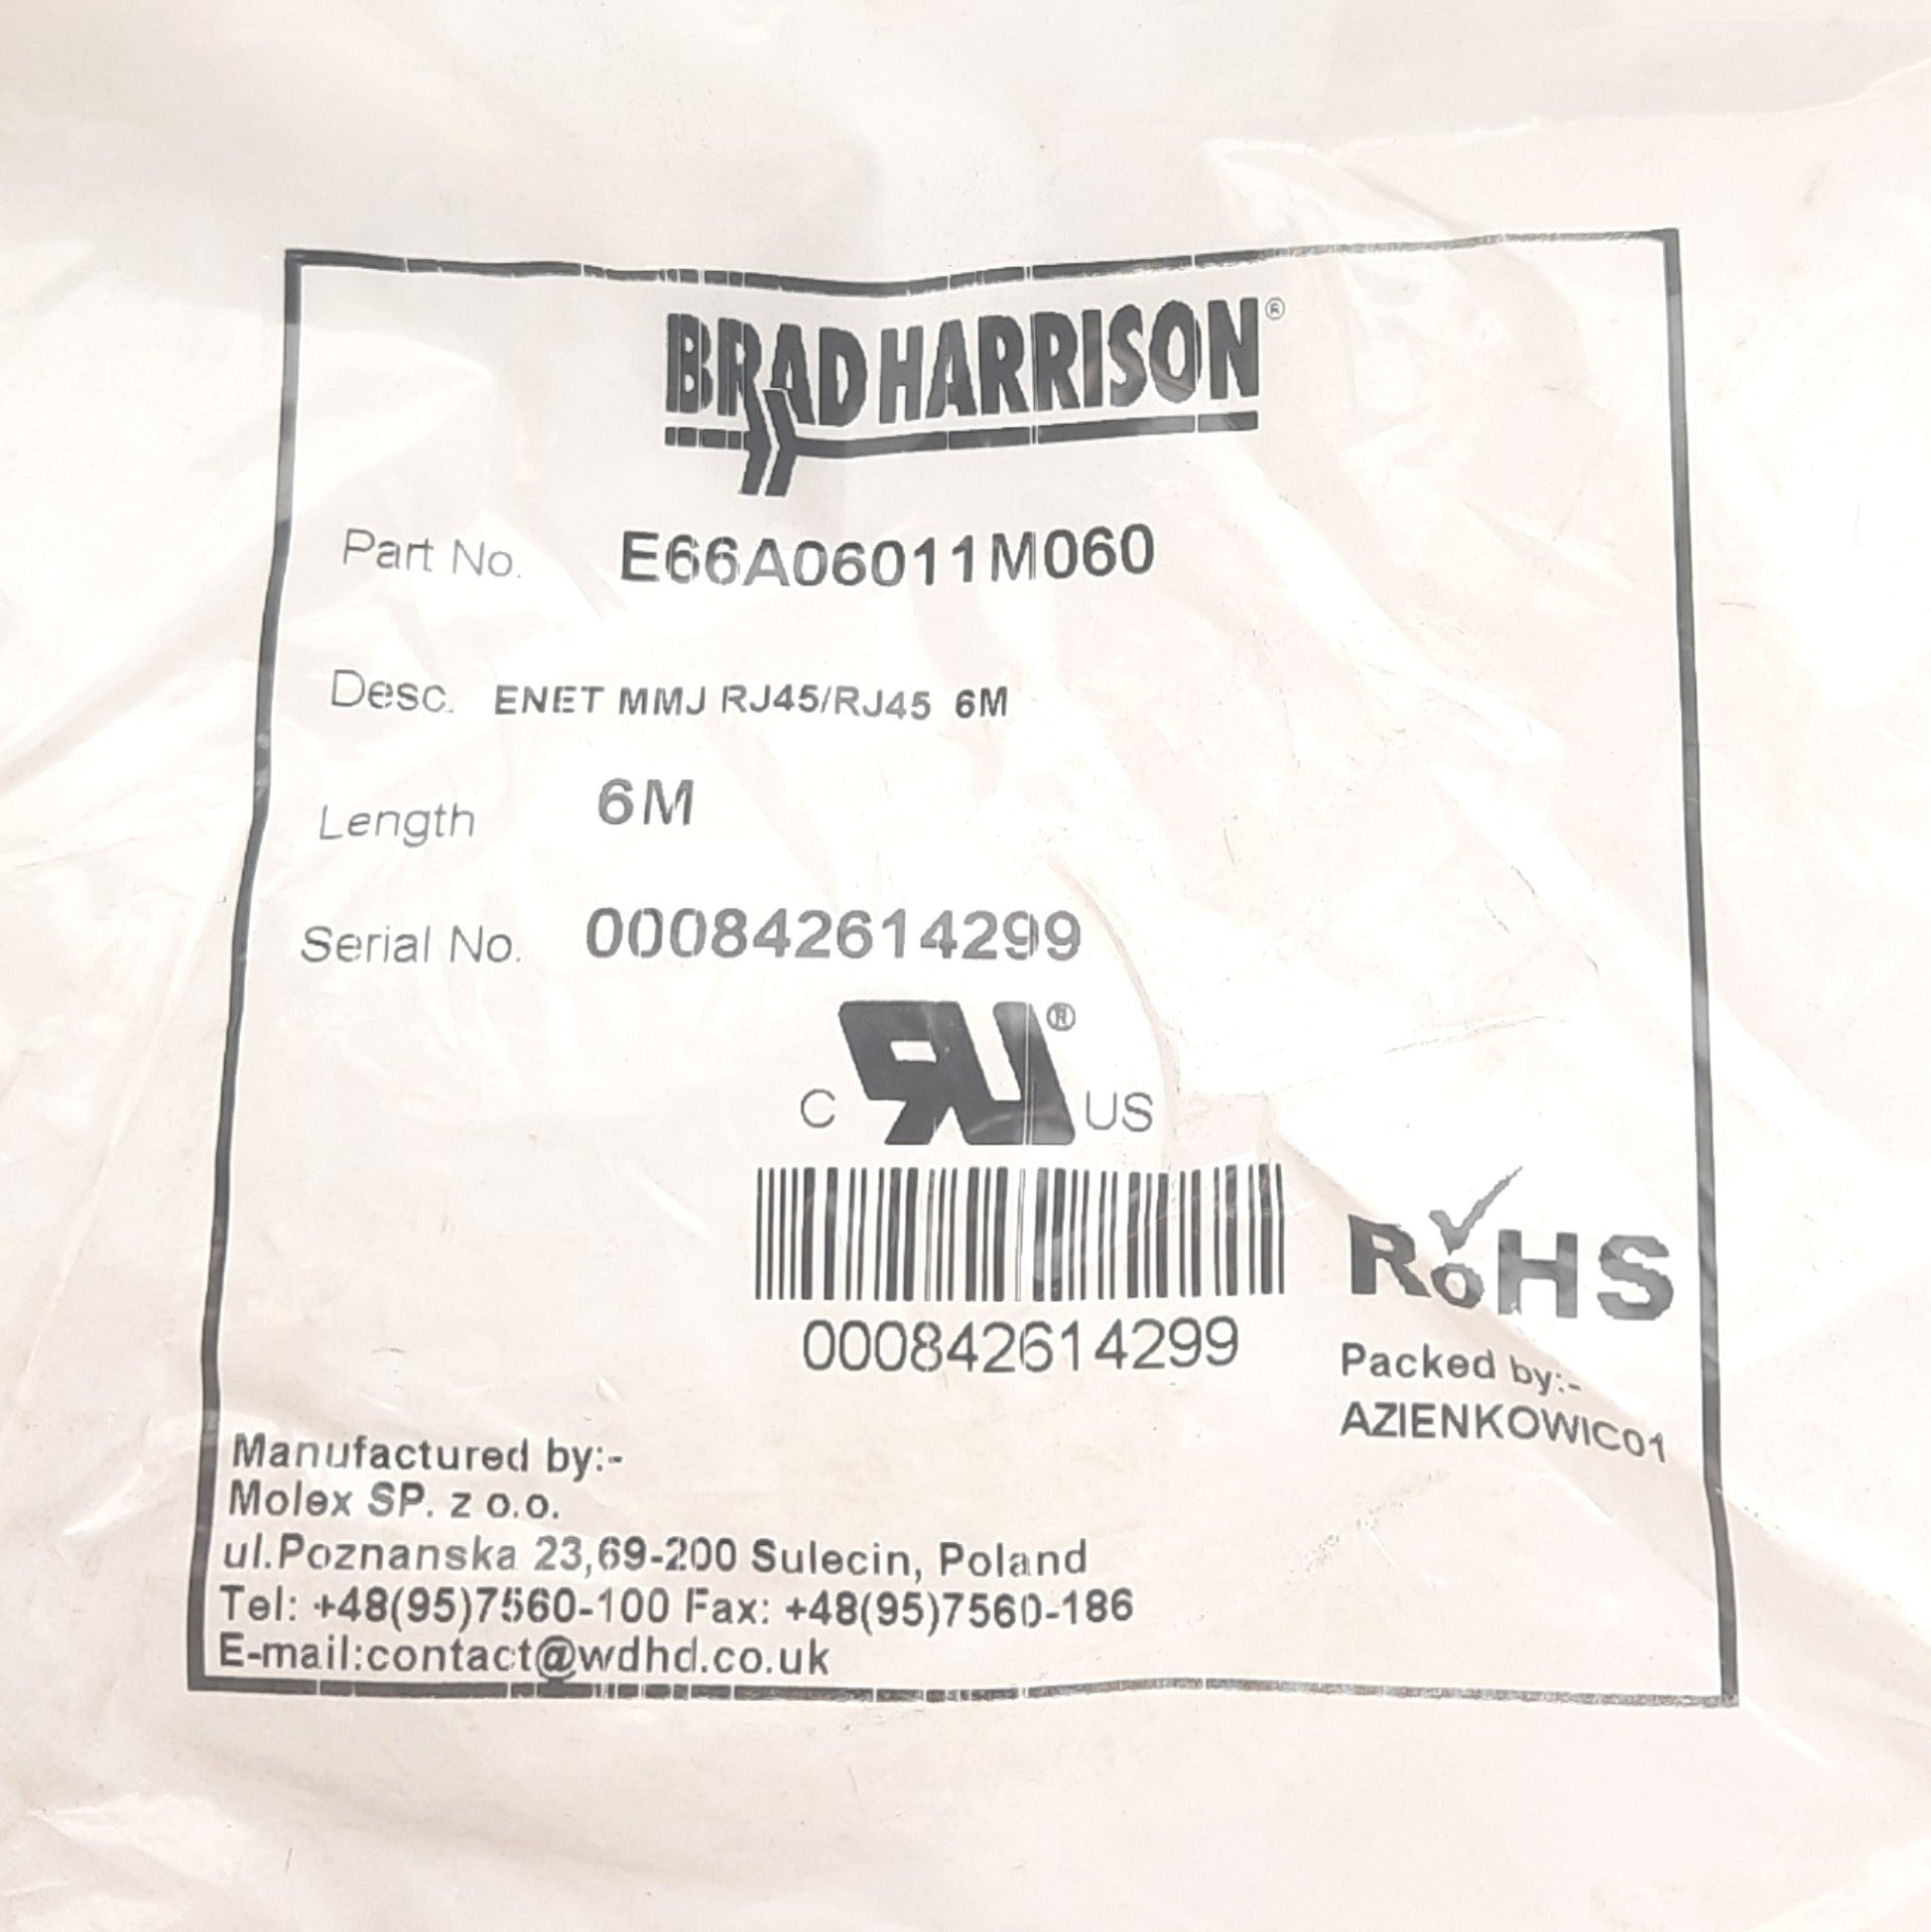 BRAD HARRISON®
Part No. E66A06011M060
Desc. ENET MMJ RJ45/RJ45 6M
Length 6M
Serial No. 000842614299
C RU® US
000842614299
RoHS
Packed by:-
AZIENKOWIC01
Manufactured by:-
Molex SP. z o.o.
ul.Poznanska 23,69-200 Sulecin, Poland
Tel: +48(95)7560-100 Fax: +48(95)7560-186
E-mail:contact@wdhd.co.uk